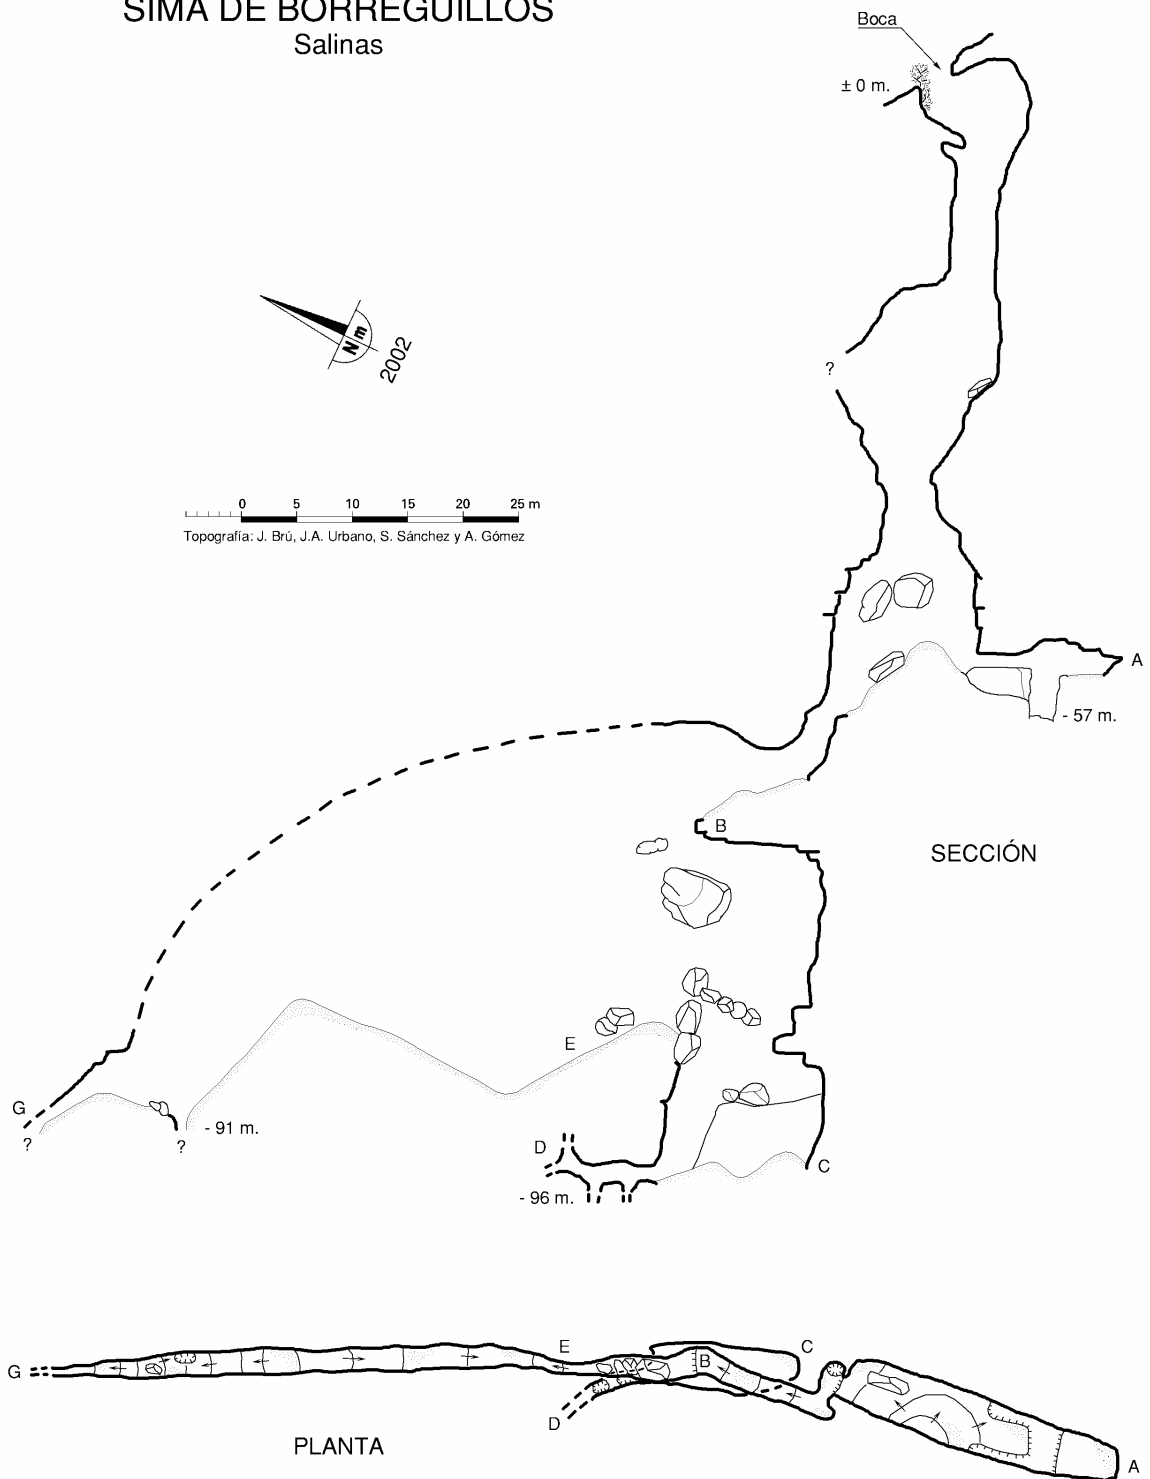 SIMA DE BORREGUILLOS
Salinas
Boca
± 0 m.
N m
2002
?
0 5 10 15 20 25 m
Topografía: J. Brú, J.A. Urbano, S. Sánchez y A. Gómez
A
- 57 m.
B
SECCIÓN
E
G
?
- 91 m.
?
D
C
- 96 m.
E
C
G
B
D
PLANTA
A